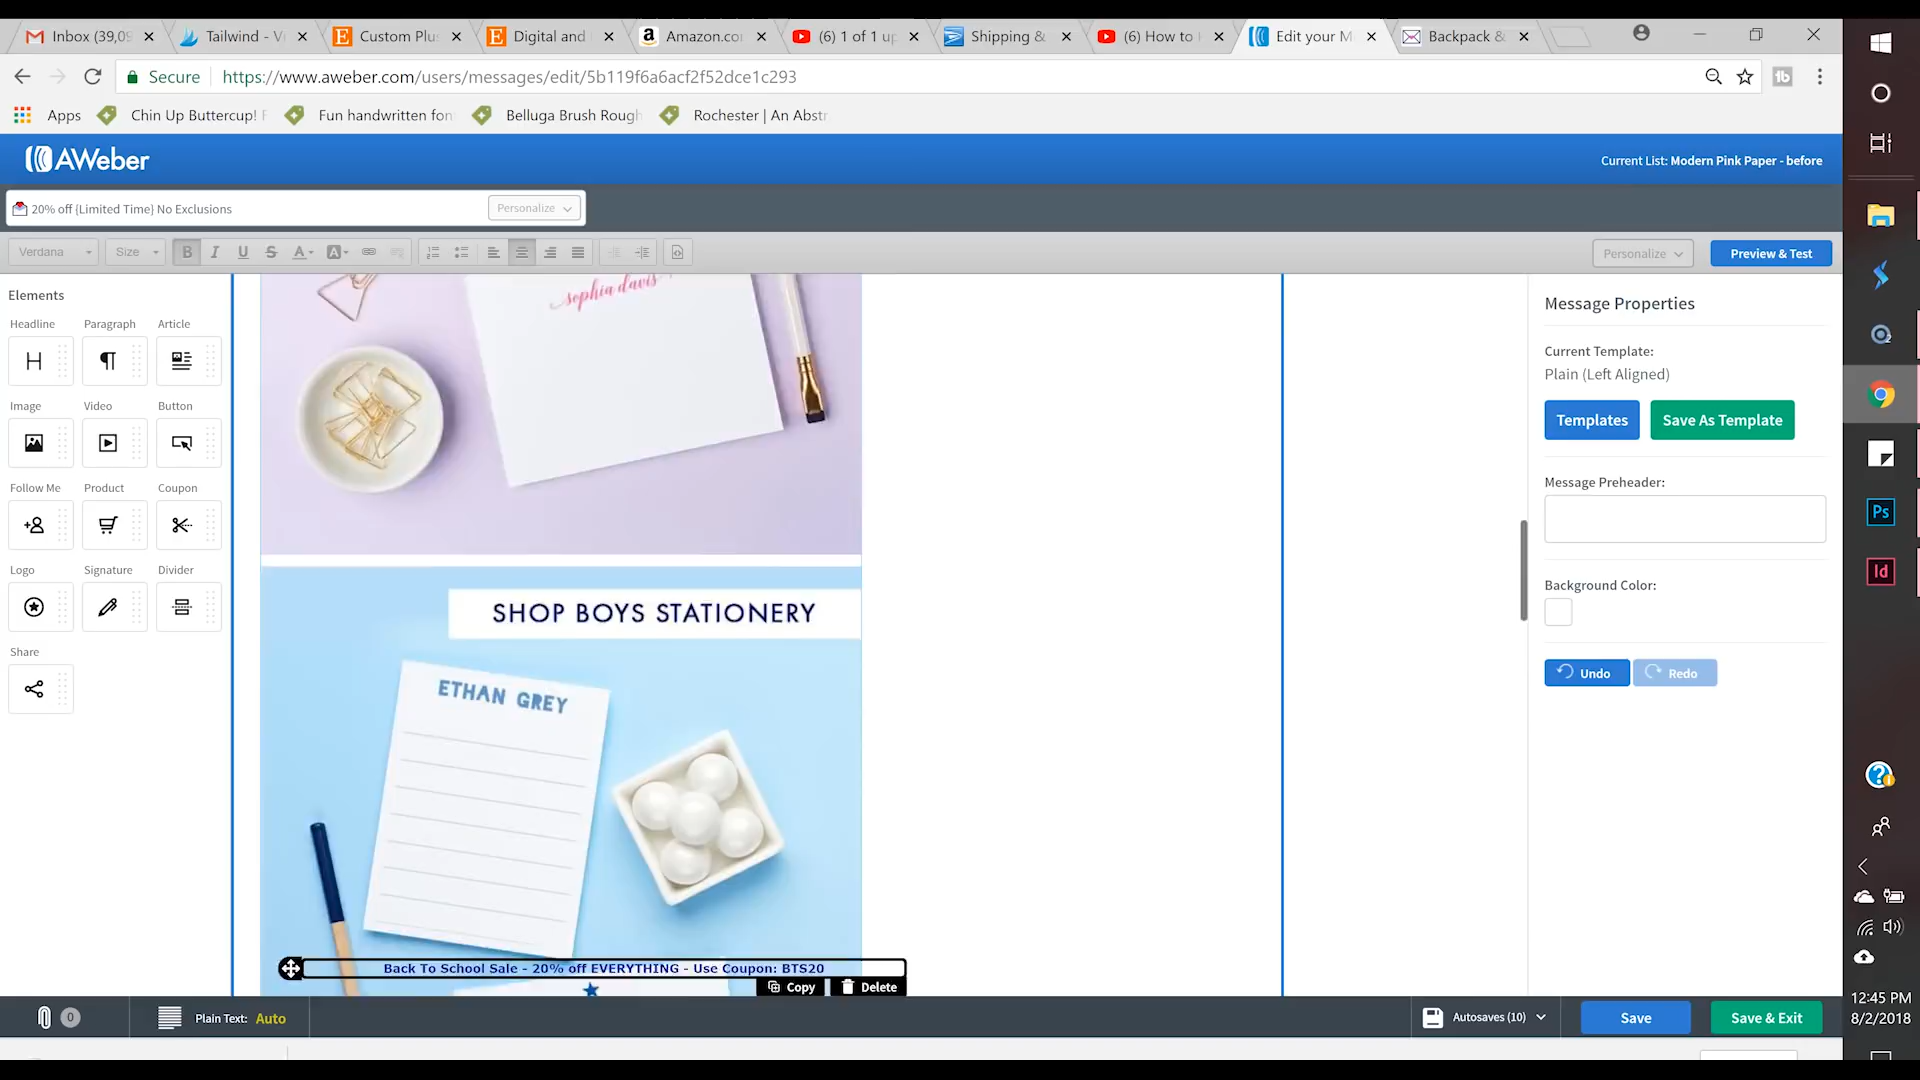 Inbox (39,09
Tailwind - V
Custom Plu
Digital and
Amazon.co
(6) 1 of 1 u
Shipping &
(6) How to
Edit your M
Backpack &
Secure
https://www.aweber.com/users/messages/edit/5b119f6a6acf2f52dce1c293
Apps
Chin Up Buttercup! F
Fun handwritten fon
Belluga Brush Rough
Rochester | An Abstr
AWeber
Current List: Modern Pink Paper - before
20% off {Limited Time} No Exclusions
Personalize
Verdana
Size
B
I
U
S
A
A
Personalize
Preview & Test
Elements
Headline
Paragraph
Article
H
Image
Video
Button
Follow Me
Product
Coupon
Logo
Signature
Divider
Share
sophia davis
SHOP BOYS STATIONERY
ETHAN GREY
Back To School Sale - 20% off EVERYTHING - Use Coupon: BTS20
Copy
Delete
Message Properties
Current Template:
Plain (Left Aligned)
Templates
Save As Template
Message Preheader:
Background Color:
Undo
Redo
0
Plain Text: Auto
Autosaves (10)
Save
Save & Exit
Ps
Id
12:45 PM
8/2/2018